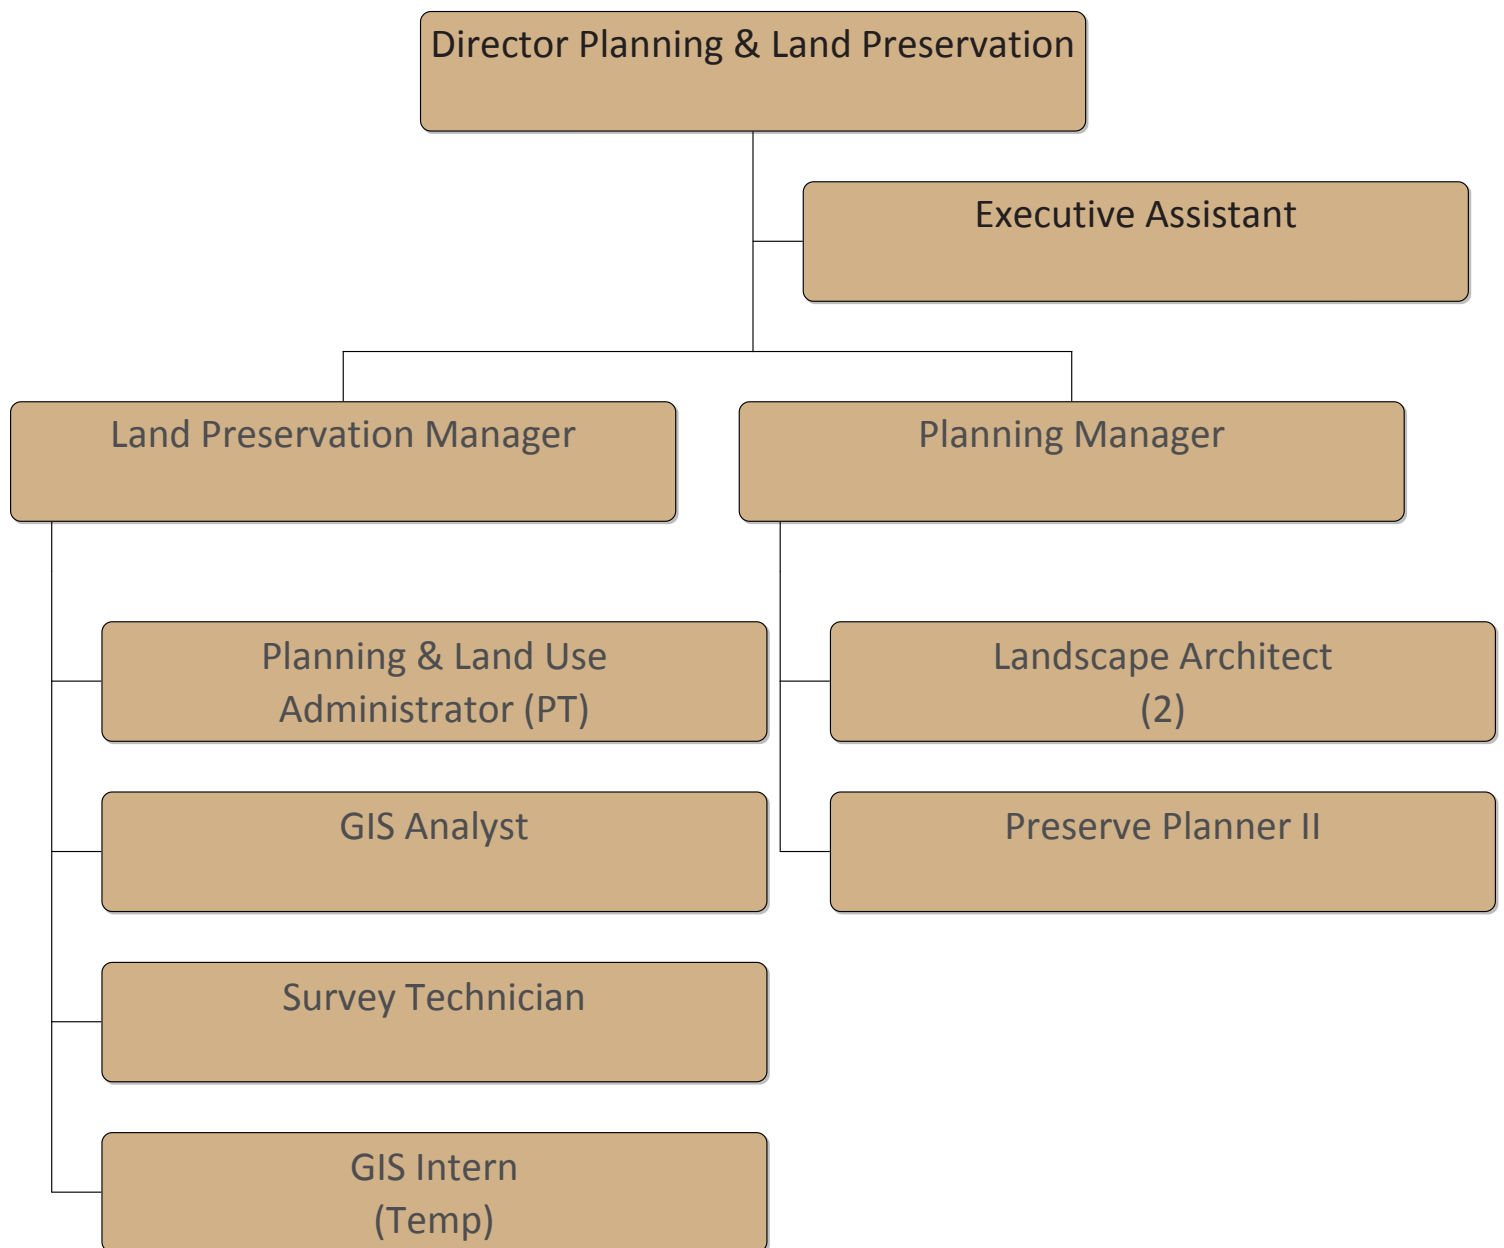 Director Planning & Land Preservation
Executive Assistant
Land Preservation Manager
Planning Manager
Planning & Land Use
Administrator (PT)
GIS Analyst
Survey Technician
GIS Intern
(Temp)
Landscape Architect
(2)
Preserve Planner II